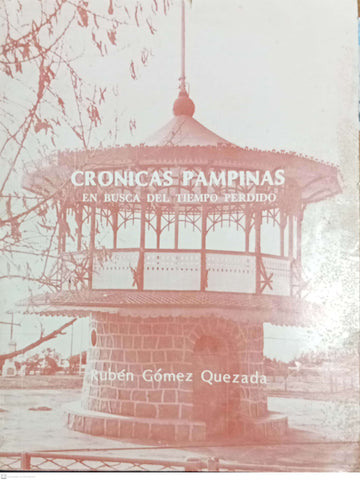 CRONICAS PAMPINAS
EN BUSCA DEL TIEMPO PERDIDO
Rubén Gómez Quezada